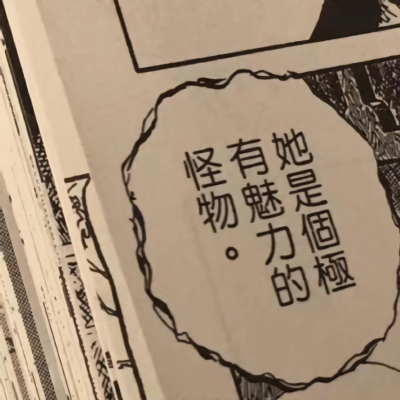 她是個極
有魅力的
怪物。